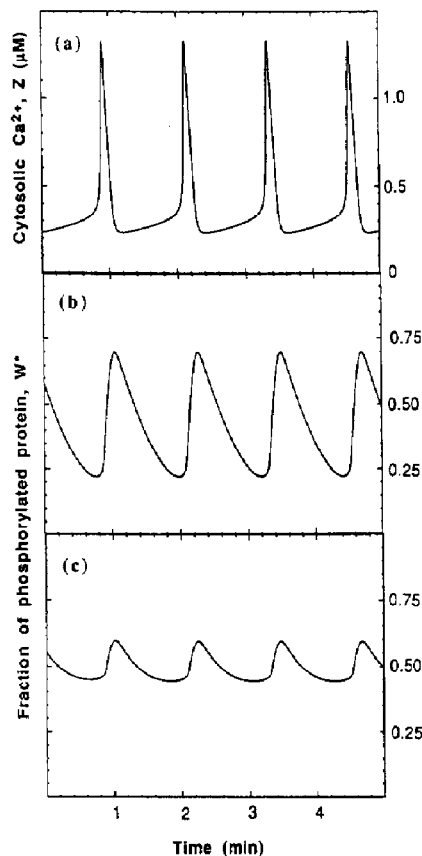 Cytosolic Ca²⁺, Z (μM)
(a)
1.0
0.5
0
Fraction of phosphorylated protein, W*
(b)
0.75
0.50
0.25
(c)
0.75
0.50
0.25
1 2 3 4
Time (min)